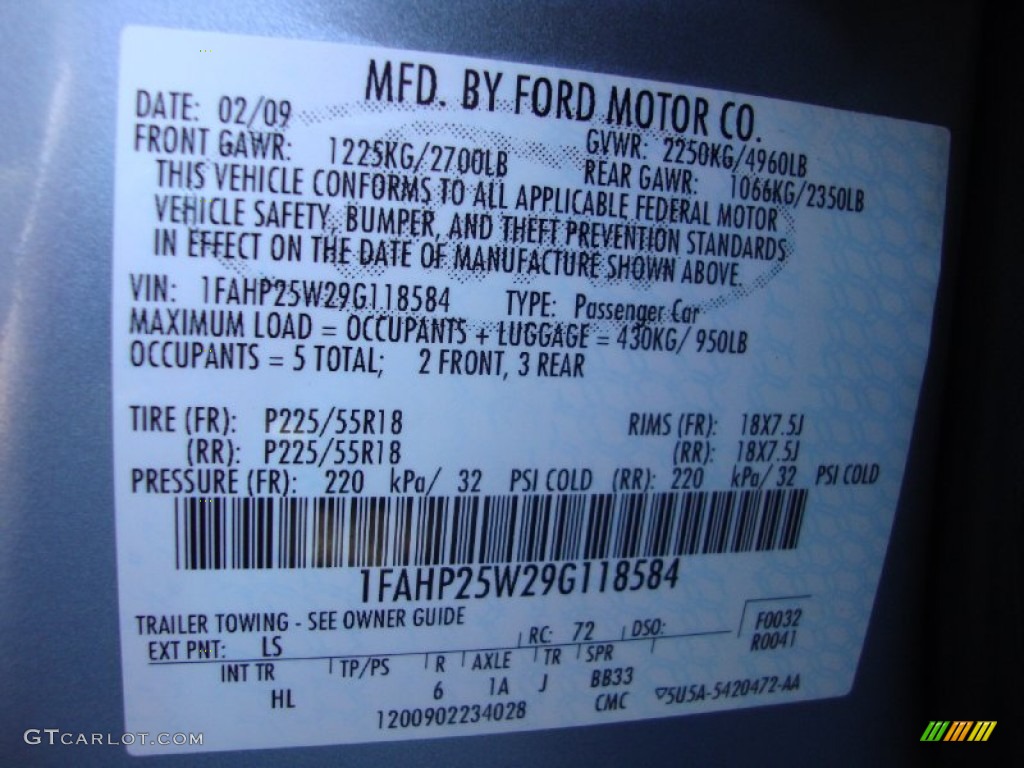 MFD. BY FORD MOTOR CO.
DATE: 02/09 GVWR: 2250KG/4960LB
FRONT GAWR: 1225KG/2700LB REAR GAWR: 1066KG/2350LB
THIS VEHICLE CONFORMS TO ALL APPLICABLE FEDERAL MOTOR
VEHICLE SAFETY, BUMPER, AND THEFT PREVENTION STANDARDS
IN EFFECT ON THE DATE OF MANUFACTURE SHOWN ABOVE.
VIN: 1FAHP25W29G118584 TYPE: Passenger Car
MAXIMUM LOAD = OCCUPANTS + LUGGAGE = 430KG/ 950LB
OCCUPANTS = 5 TOTAL; 2 FRONT, 3 REAR
TIRE (FR): P225/55R18 RIMS (FR): 18X7.5J
(RR): P225/55R18 (RR): 18X7.5J
PRESSURE (FR): 220 kPa/ 32 PSI COLD (RR): 220 kPa/ 32 PSI COLD
1FAHP25W29G118584
TRAILER TOWING - SEE OWNER GUIDE
EXT PNT: LS RC: 72 DSO: F0032
R0041
INT TR TP/PS R AXLE TR SPR
HL 6 1A J BB33
1200902234028 CMC ▽5U5A-5420472-AA
GTcarlot.com